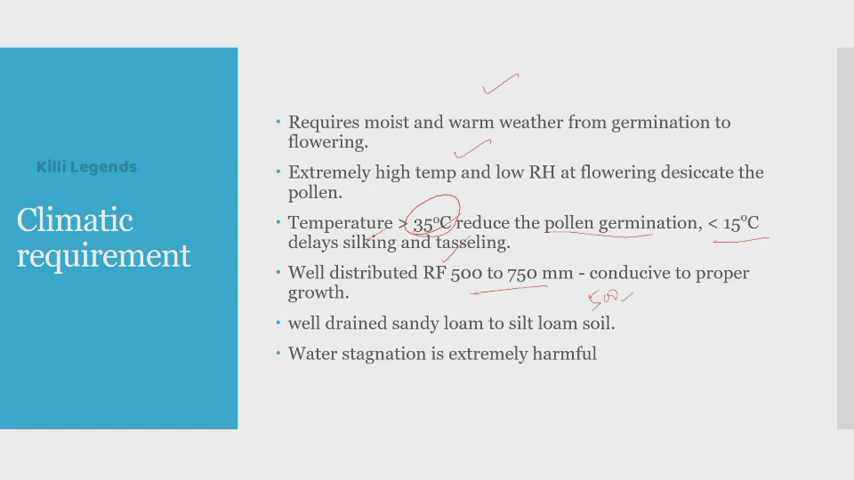 Killi Legends
Climatic
requirement
• Requires moist and warm weather from germination to
flowering.
• Extremely high temp and low RH at flowering desiccate the
pollen.
• Temperature > 35°C reduce the pollen germination, < 15°C
delays silking and tasseling.
• Well distributed RF 500 to 750 mm - conducive to proper
growth.
500
• well drained sandy loam to silt loam soil.
• Water stagnation is extremely harmful